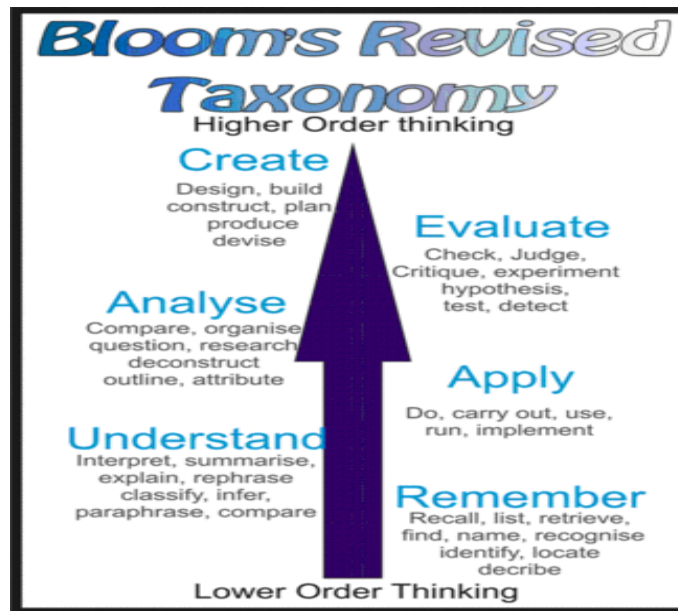 Bloom's Revised
Taxonomy
Higher Order thinking
Create
Design, build
construct, plan
produce
devise
Evaluate
Check, Judge,
Critique, experiment
hypothesis,
test, detect
Analyse
Compare, organise
question, research
deconstruct
outline, attribute
Apply
Do, carry out, use,
run, implement
Understand
Interpret, summarise,
explain, rephrase
classify, infer,
paraphrase, compare
Remember
Recall, list, retrieve,
find, name, recognise
identify, locate
decribe
Lower Order Thinking